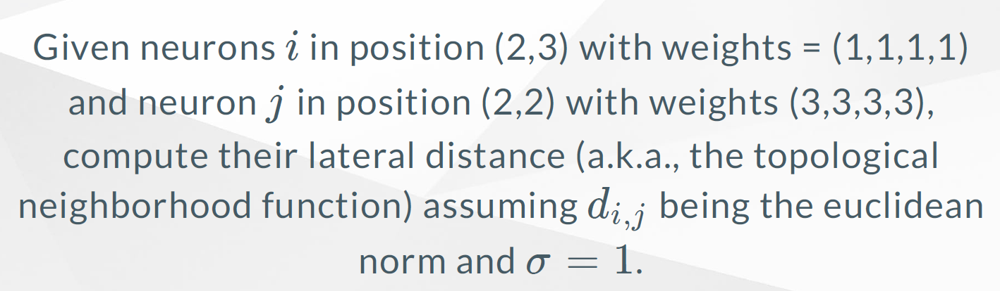 Given neurons i in position (2,3) with weights = (1,1,1,1)
and neuron j in position (2,2) with weights (3,3,3,3),
compute their lateral distance (a.k.a., the topological
neighborhood function) assuming d_{i,j} being the euclidean
norm and σ = 1.